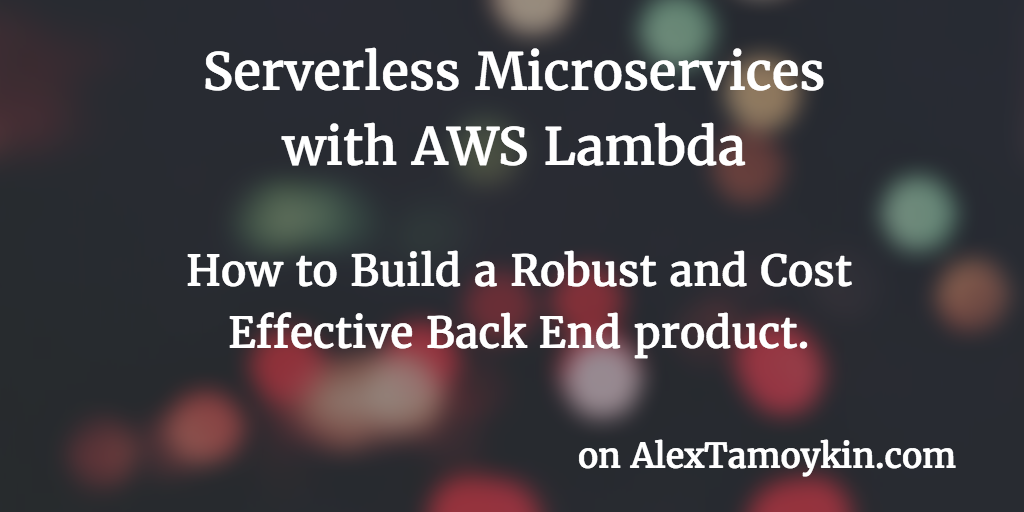 Serverless Microservices
with AWS Lambda
How to Build a Robust and Cost
Effective Back End product.
on AlexTamoykin.com